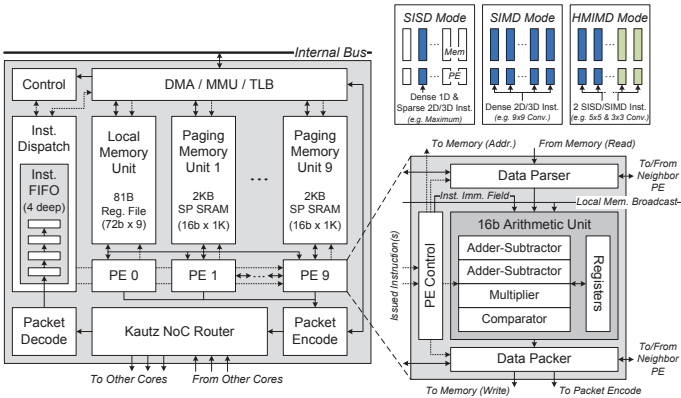 SISD Mode
Mem
PE
Dense 1D &
Sparse 2D/3D Inst.
(e.g. Maximum)
SIMD Mode
Dense 2D/3D Inst.
(e.g. 9x9 Conv.)
HMIMD Mode
2 SISD/SIMD Inst.
(e.g. 5x5 & 3x3 Conv.)
Internal Bus
Control
DMA / MMU / TLB
Inst.
Dispatch
Inst.
FIFO
(4 deep)
Local
Memory
Unit
81B
Reg. File
(72b x 9)
Paging
Memory
Unit 1
2KB
SP SRAM
(16b x 1K)
Paging
Memory
Unit 9
2KB
SP SRAM
(16b x 1K)
PE 0
PE 1
PE 9
Packet
Decode
Kautz NoC Router
Packet
Encode
To Other Cores
From Other Cores
To Memory (Addr.)
From Memory (Read)
Data Parser
To/From
Neighbor
PE
Inst. Imm. Field
Local Mem. Broadcast
Issued Instruction(s)
PE Control
16b Arithmetic Unit
Adder-Subtractor
Adder-Subtractor
Multiplier
Comparator
Registers
Data Packer
To/From
Neighbor
PE
To Memory (Write)
To Packet Encode